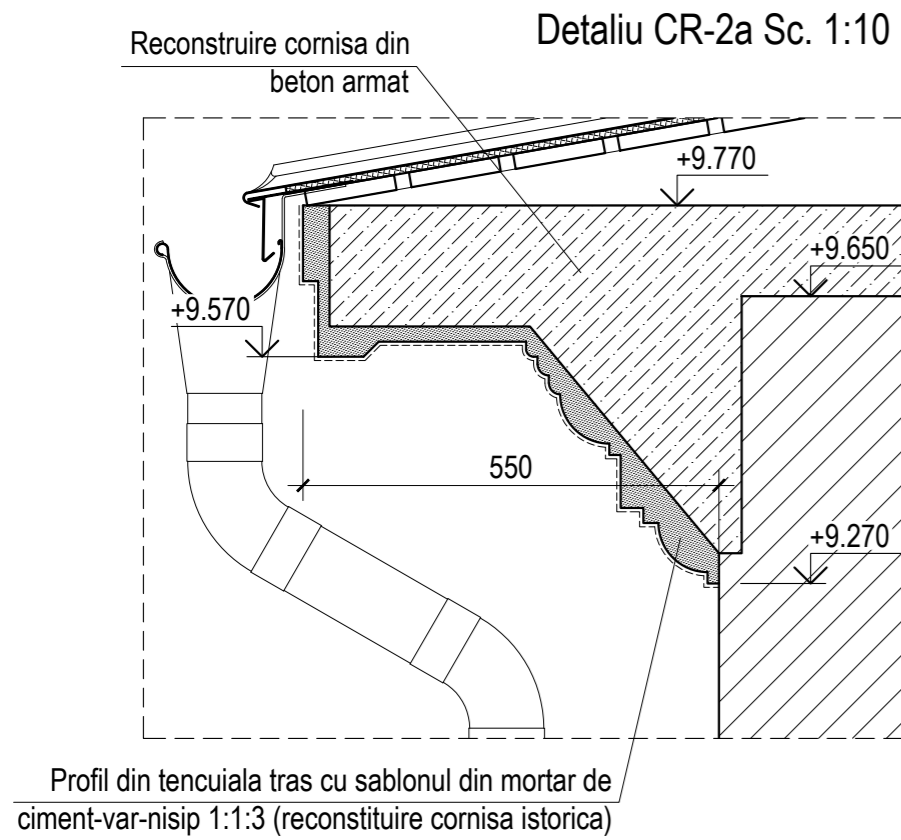 Detaliu CR-2a Sc. 1:10
Reconstruire cornisa din
beton armat
+9.770
+9.650
+9.570
550
+9.270
Profil din tencuiala tras cu sablonul din mortar de
ciment-var-nisip 1:1:3 (reconstituire cornisa istorica)